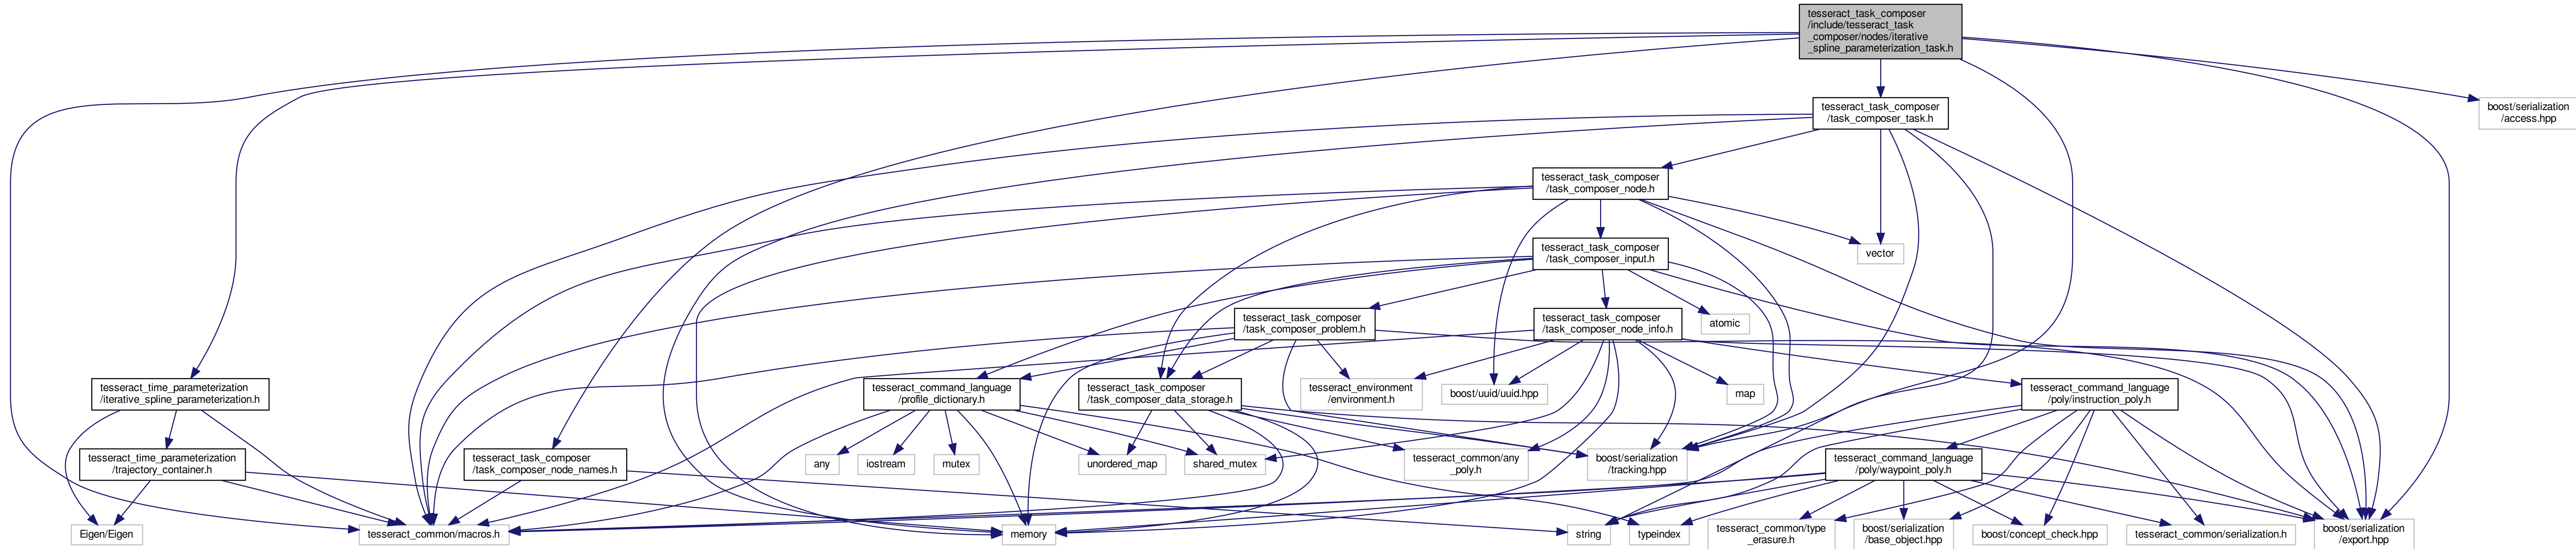 tesseract_task_composer
/include/tesseract_task
_composer/nodes/iterative
_spline_parameterization_task.h
tesseract_task_composer
/task_composer_task.h
boost/serialization
/access.hpp
tesseract_task_composer
/task_composer_node.h
vector
tesseract_task_composer
/task_composer_input.h
tesseract_task_composer
/task_composer_problem.h
tesseract_task_composer
/task_composer_node_info.h
atomic
tesseract_time_parameterization
/iterative_spline_parameterization.h
tesseract_command_language
/profile_dictionary.h
tesseract_task_composer
/task_composer_data_storage.h
tesseract_environment
/environment.h
boost/uuid/uuid.hpp
map
tesseract_command_language
/poly/instruction_poly.h
tesseract_time_parameterization
/trajectory_container.h
tesseract_task_composer
/task_composer_node_names.h
any
iostream
mutex
unordered_map
shared_mutex
tesseract_common/any
_poly.h
boost/serialization
/tracking.hpp
tesseract_command_language
/poly/waypoint_poly.h
Eigen/Eigen
tesseract_common/macros.h
memory
string
typeindex
tesseract_common/type
_erasure.h
boost/serialization
/base_object.hpp
boost/concept_check.hpp
tesseract_common/serialization.h
boost/serialization
/export.hpp